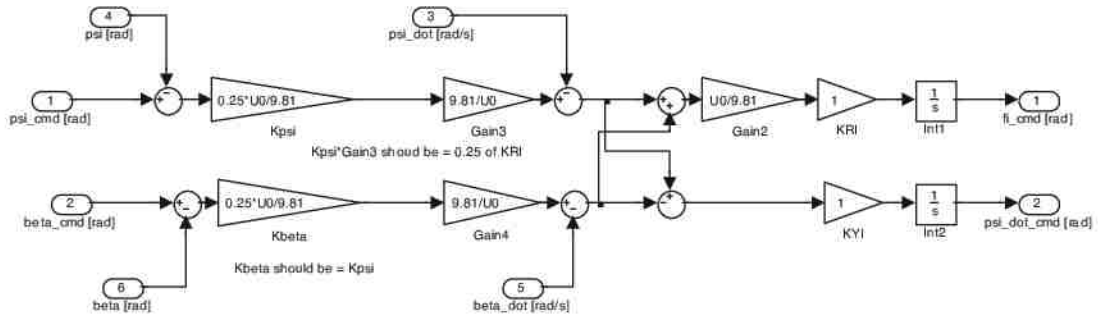 4
psi [rad]
3
psi_dot [rad/s]
1
psi_cmd [rad]
0.25*U0/9.81
Kpsi
9.81/U0
Gain3
U0/9.81
Gain2
1
KRI
1
s
Int1
1
fi_cmd [rad]
Kpsi*Gain3 shoud be = 0.25 of KRI
2
beta_cmd [rad]
0.25*U0/9.81
Kbeta
9.81/U0
Gain4
1
KYI
1
s
Int2
2
psi_dot_cmd [rad]
Kbeta should be = Kpsi
6
beta [rad]
5
beta_dot [rad/s]